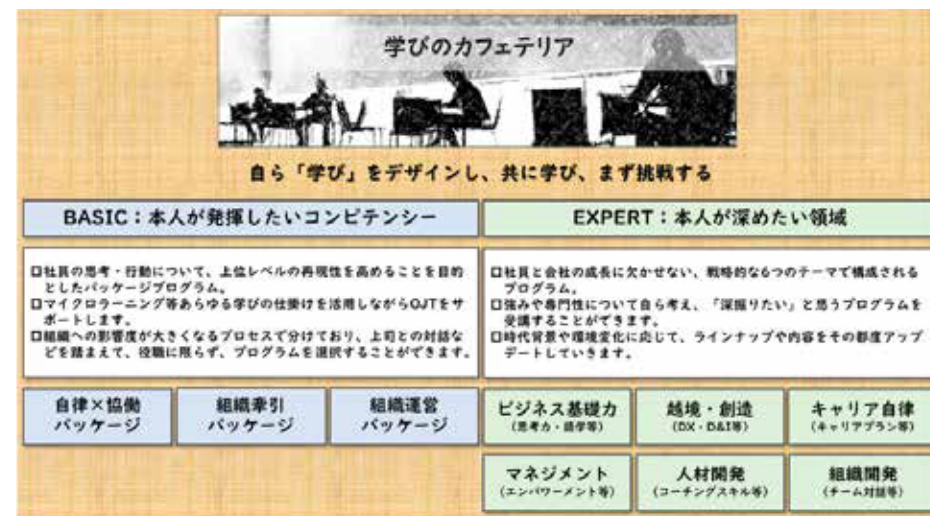 学びのカフェテリア
自ら「学び」をデザインし、共に学び、まず挑戦する
BASIC:本人が発揮したいコンピテンシー
□社員の思考・行動について、上位レベルの再現性を高めることを目的
としたパッケージプログラム。
□マイクロラーニング等あらゆる学びの仕掛けを活用しながらOJTをサ
ポートします。
□組織への影響度が大きくなるプロセスで分けており、上司との対話な
どを踏まえて、役職に限らず、プログラムを選択することができます。
自律×協働
パッケージ
組織牽引
パッケージ
組織運営
パッケージ
EXPERT:本人が深めたい領域
□社員と会社の成長に欠かせない、戦略的な6つのテーマで構成される
プログラム。
□強みや専門性について自ら考え、「深掘りたい」と思うプログラムを
受講することができます。
□時代背景や環境変化に応じて、ラインナップや内容をその都度アップ
デートしていきます。
ビジネス基礎力
(思考力・語学等)
越境・創造
(DX・D&I等)
キャリア自律
(キャリアプラン等)
マネジメント
(エンパワーメント等)
人材開発
(コーチングスキル等)
組織開発
(チーム対話等)